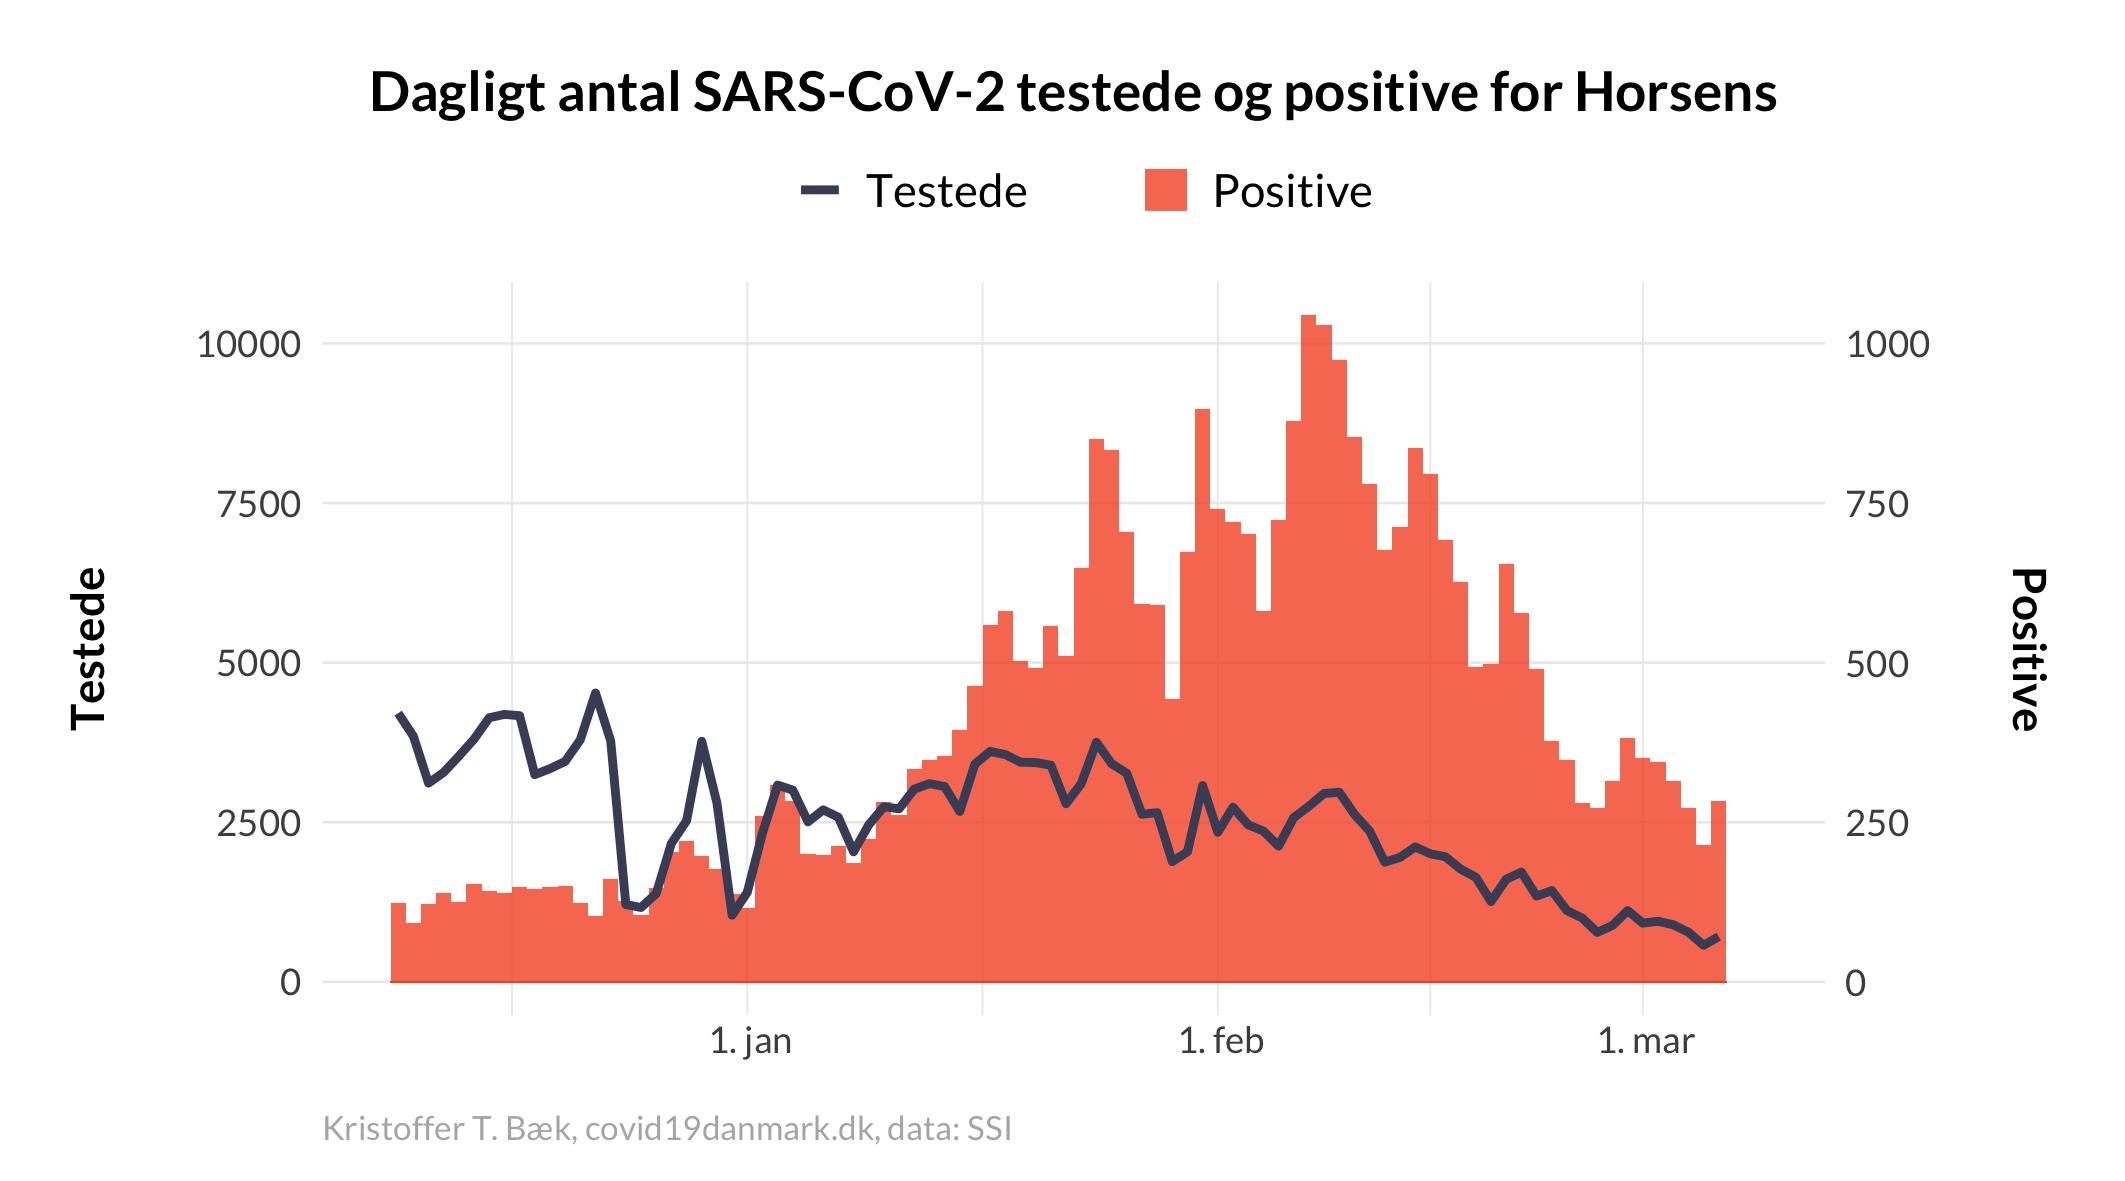 Dagligt antal SARS-CoV-2 testede og positive for Horsens
Testede
Positive
10000
7500
5000
2500
0
Testede
1000
750
500
250
0
Positive
1. jan
1. feb
1. mar
Kristoffer T. Bæk, covid19danmark.dk, data: SSI